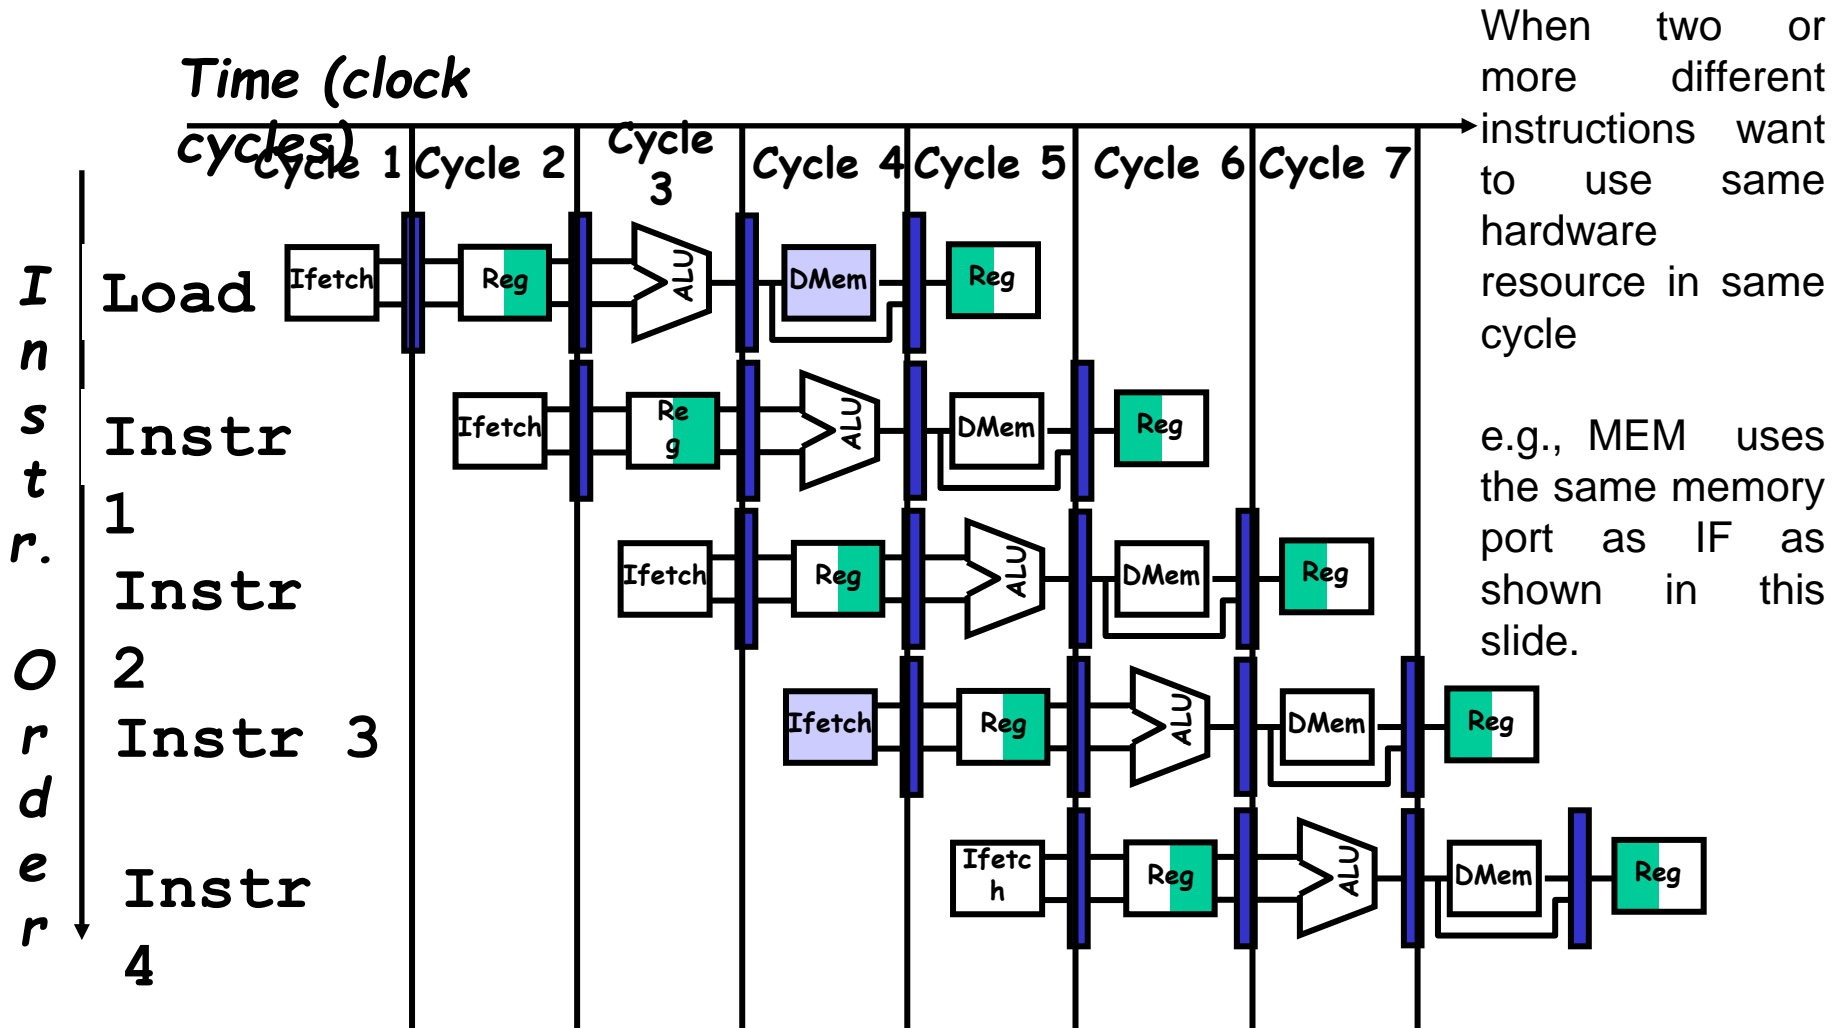 Time (clock
cycles)
Cycle 1
Cycle 2
Cycle
3
Cycle 4
Cycle 5
Cycle 6
Cycle 7
Instr. Order
Load
Ifetch
Reg
ALU
DMem
Reg
Instr
1
Ifetch
Re
g
ALU
DMem
Reg
Instr
2
Ifetch
Reg
ALU
DMem
Reg
Instr 3
Ifetch
Reg
ALU
DMem
Reg
Instr
4
Ifetc
h
Reg
ALU
DMem
Reg
When two or
more different
instructions want
to use same
hardware
resource in same
cycle
e.g., MEM uses
the same memory
port as IF as
shown in this
slide.